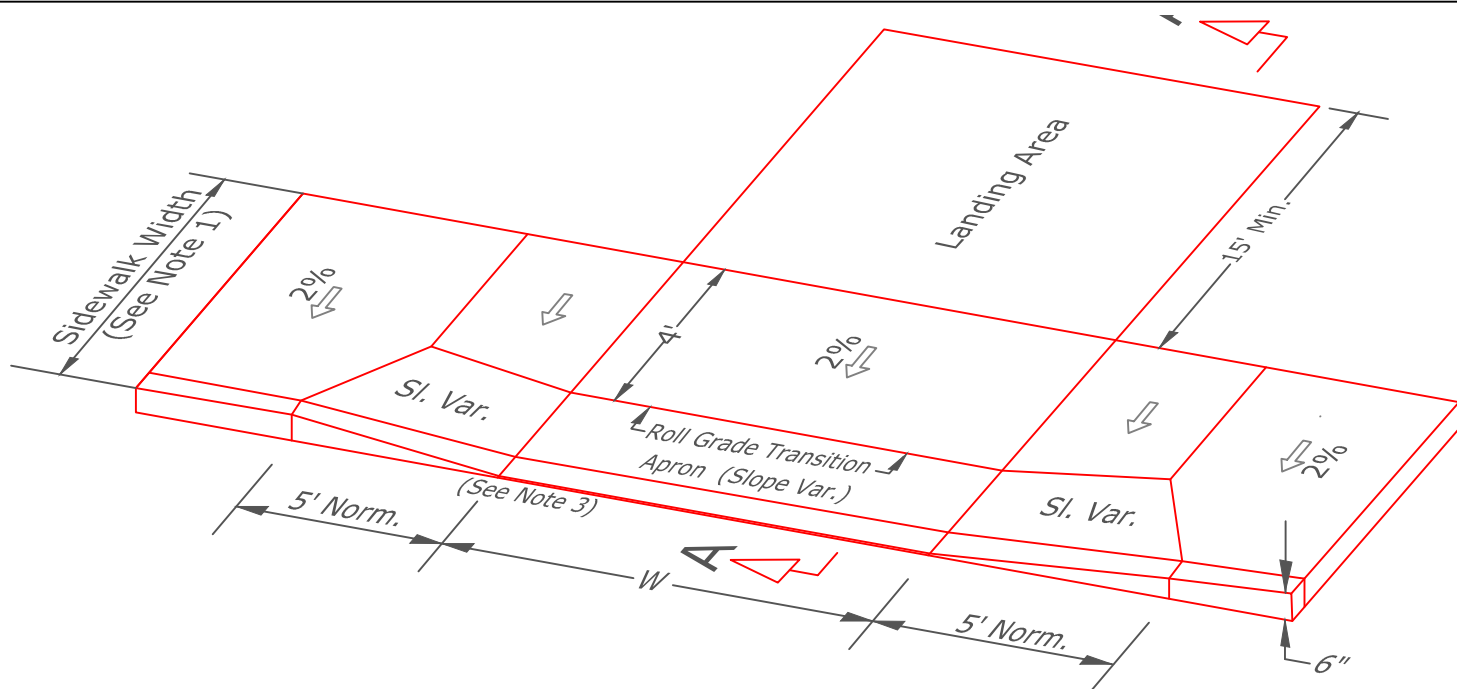 Landing Area
15' Min.
Sidewalk Width
(See Note 1)
2%
4'
2%
Sl. Var.
Roll Grade Transition
Apron (Slope Var.)
2%
(See Note 3)
Sl. Var.
5' Norm.
A
W
5' Norm.
6"